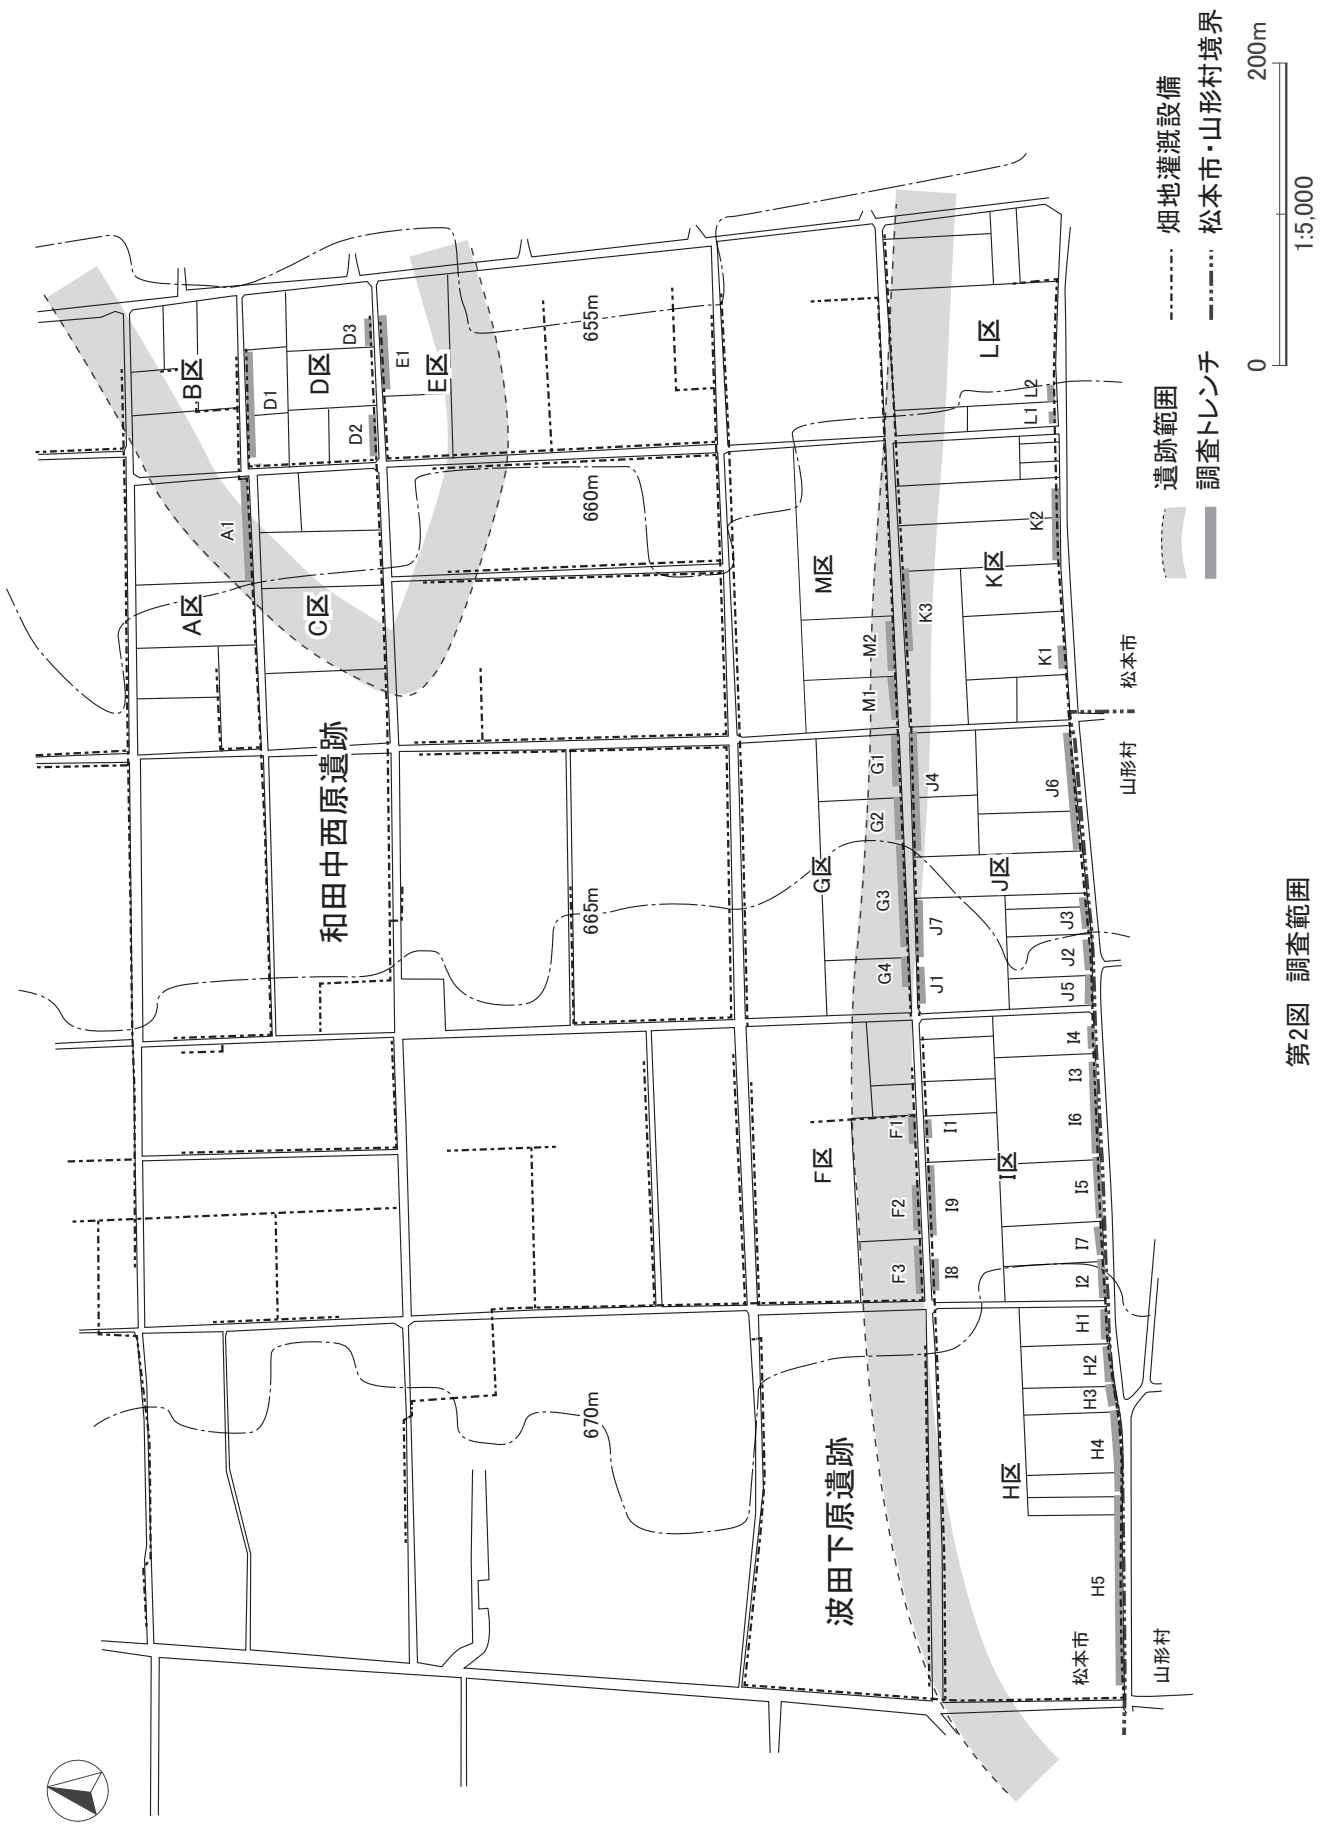 和田中西原遺跡
波田下原遺跡
A区
B区
C区
D区
E区
F区
G区
H区
I区
J区
K区
L区
M区
A1
D1
D2
D3
E1
F1
F2
F3
G1
G2
G3
G4
H1
H2
H3
H4
H5
I1
I2
I3
I4
I5
I6
I7
I8
I9
J1
J2
J3
J4
J5
J6
J7
K1
K2
K3
L1
L2
M1
M2
655m
660m
665m
670m
松本市
山形村
松本市
山形村
遺跡範囲
調査トレンチ
畑地灌漑設備
松本市・山形村境界
0
200m
1:5,000
第2図 調査範囲